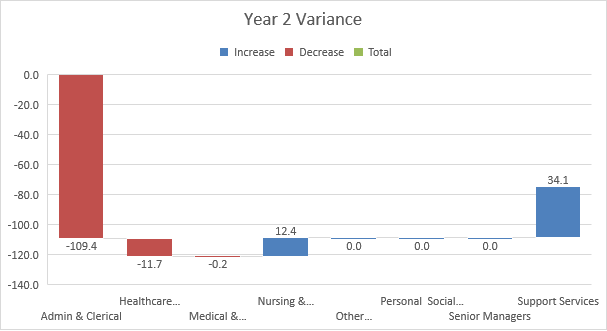 Year 2 Variance
Increase Decrease Total
0.0
-20.0
-40.0
-60.0
-80.0
-100.0
-120.0
-140.0
-109.4
-11.7
-0.2
12.4
0.0
0.0
0.0
34.1
Admin & Clerical
Healthcare...
Medical &...
Nursing &...
Other...
Personal Social...
Senior Managers
Support Services